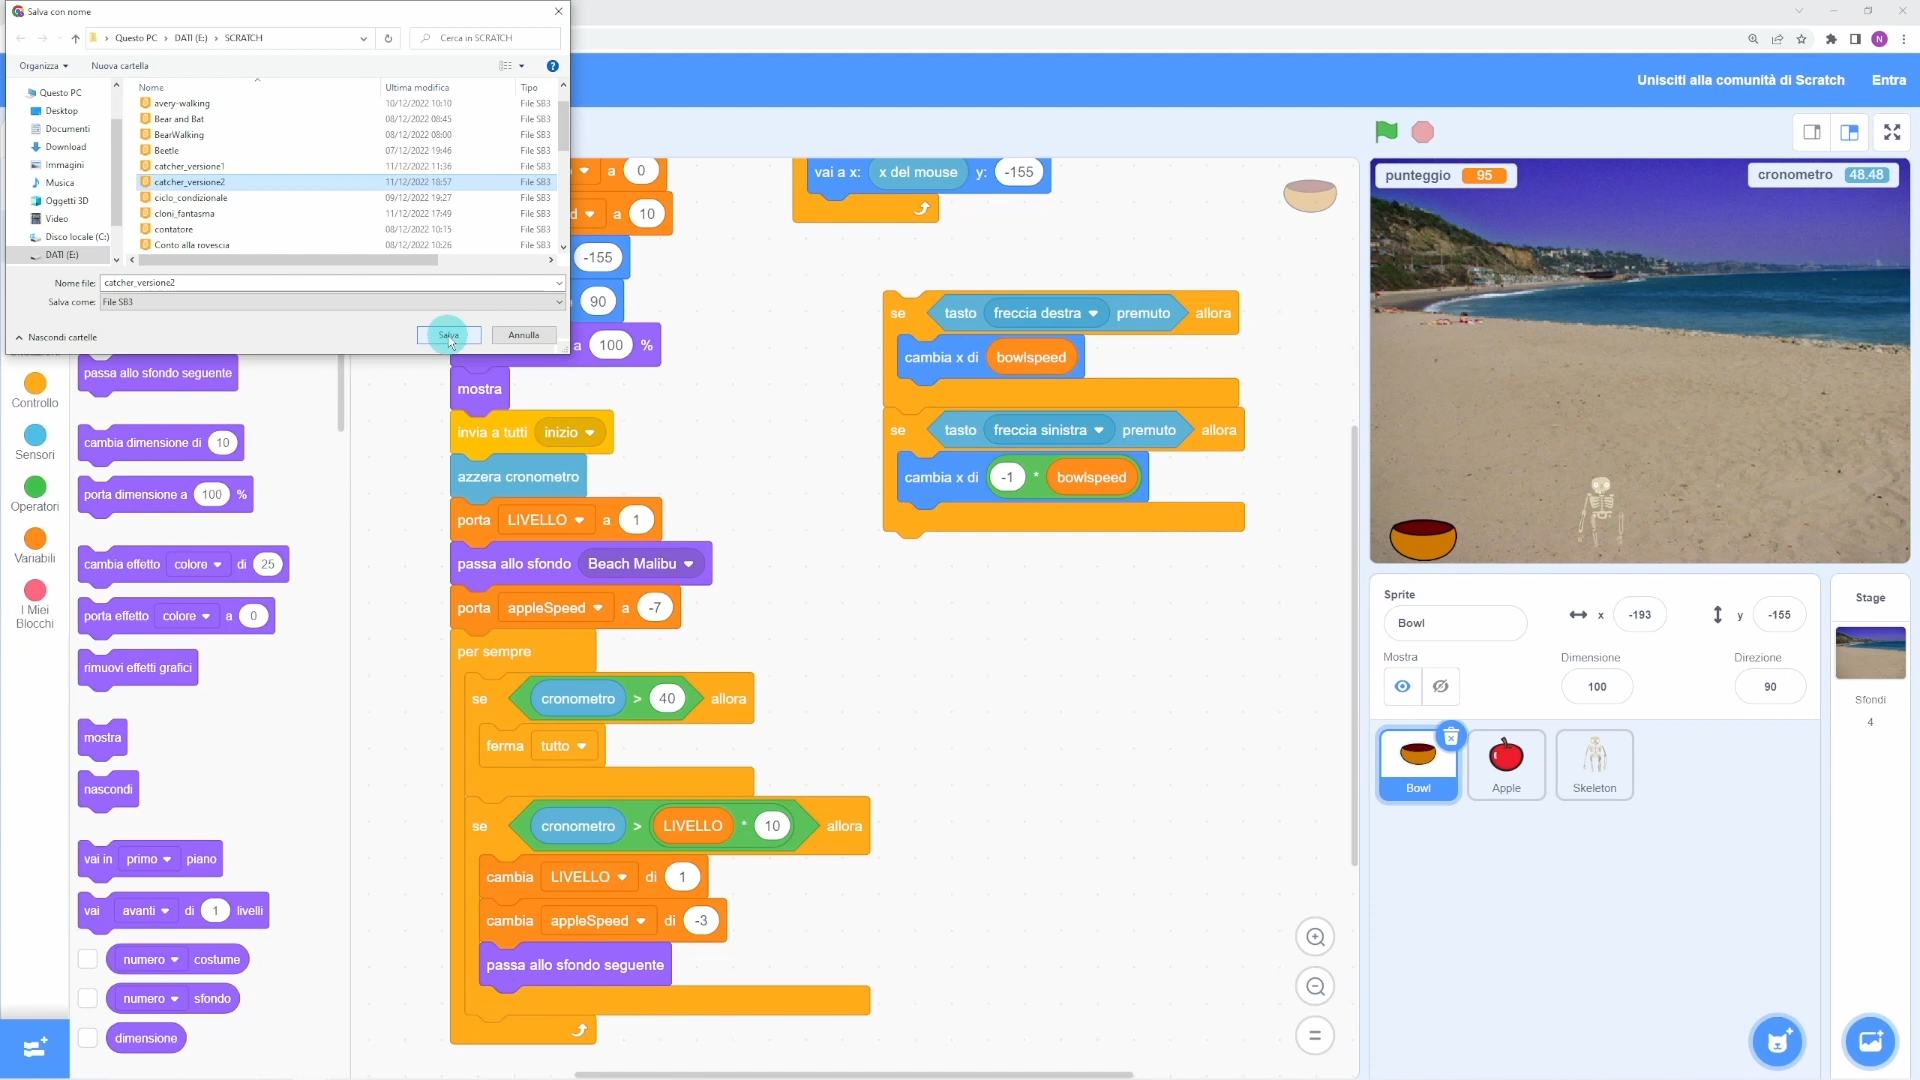 Salva con nome
Questo PC › DATI (E:) › SCRATCH
Cerca in SCRATCH
Organizza
Nuova cartella
Questo PC
Desktop
Documenti
Download
Immagini
Musica
Oggetti 3D
Video
Disco locale (C:)
DATI (E:)
Nome Ultima modifica Tipo
avery-walking 10/12/2022 10:10 File SB3
Bear and Bat 08/12/2022 08:45 File SB3
BearWalking 08/12/2022 08:00 File SB3
Beetle 07/12/2022 19:46 File SB3
catcher_versione1 11/12/2022 11:36 File SB3
catcher_versione2 11/12/2022 18:57 File SB3
ciclo_condizionale 09/12/2022 19:27 File SB3
cloni_fantasma 11/12/2022 17:49 File SB3
contatore 08/12/2022 10:15 File SB3
Conto alla rovescia 08/12/2022 10:26 File SB3
Nome file: catcher_versione2
Salva come: File SB3
Nascondi cartelle
Salva
Annulla
N
Unisciti alla comunità di Scratch
Entra
Controllo
Sensori
Operatori
Variabili
I Miei
Blocchi
passa allo sfondo seguente
cambia dimensione di 10
porta dimensione a 100 %
cambia effetto colore di 25
porta effetto colore a 0
rimuovi effetti grafici
mostra
nascondi
vai in primo piano
vai avanti di 1 livelli
numero costume
numero sfondo
dimensione
a 0
d a 10
-155
90
a 100 %
mostra
invia a tutti inizio
azzera cronometro
porta LIVELLO a 1
passa allo sfondo Beach Malibu
porta appleSpeed a -7
per sempre
se cronometro > 40 allora
ferma tutto
se cronometro > LIVELLO * 10 allora
cambia LIVELLO di 1
cambia appleSpeed di -3
passa allo sfondo seguente
vai a x: x del mouse y: -155
se tasto freccia destra premuto allora
cambia x di bowlspeed
se tasto freccia sinistra premuto allora
cambia x di -1 * bowlspeed
punteggio 95
cronometro 48.48
Sprite
Bowl
x -193
y -155
Mostra
Dimensione
100
Direzione
90
Bowl
Apple
Skeleton
Stage
Sfondi
4